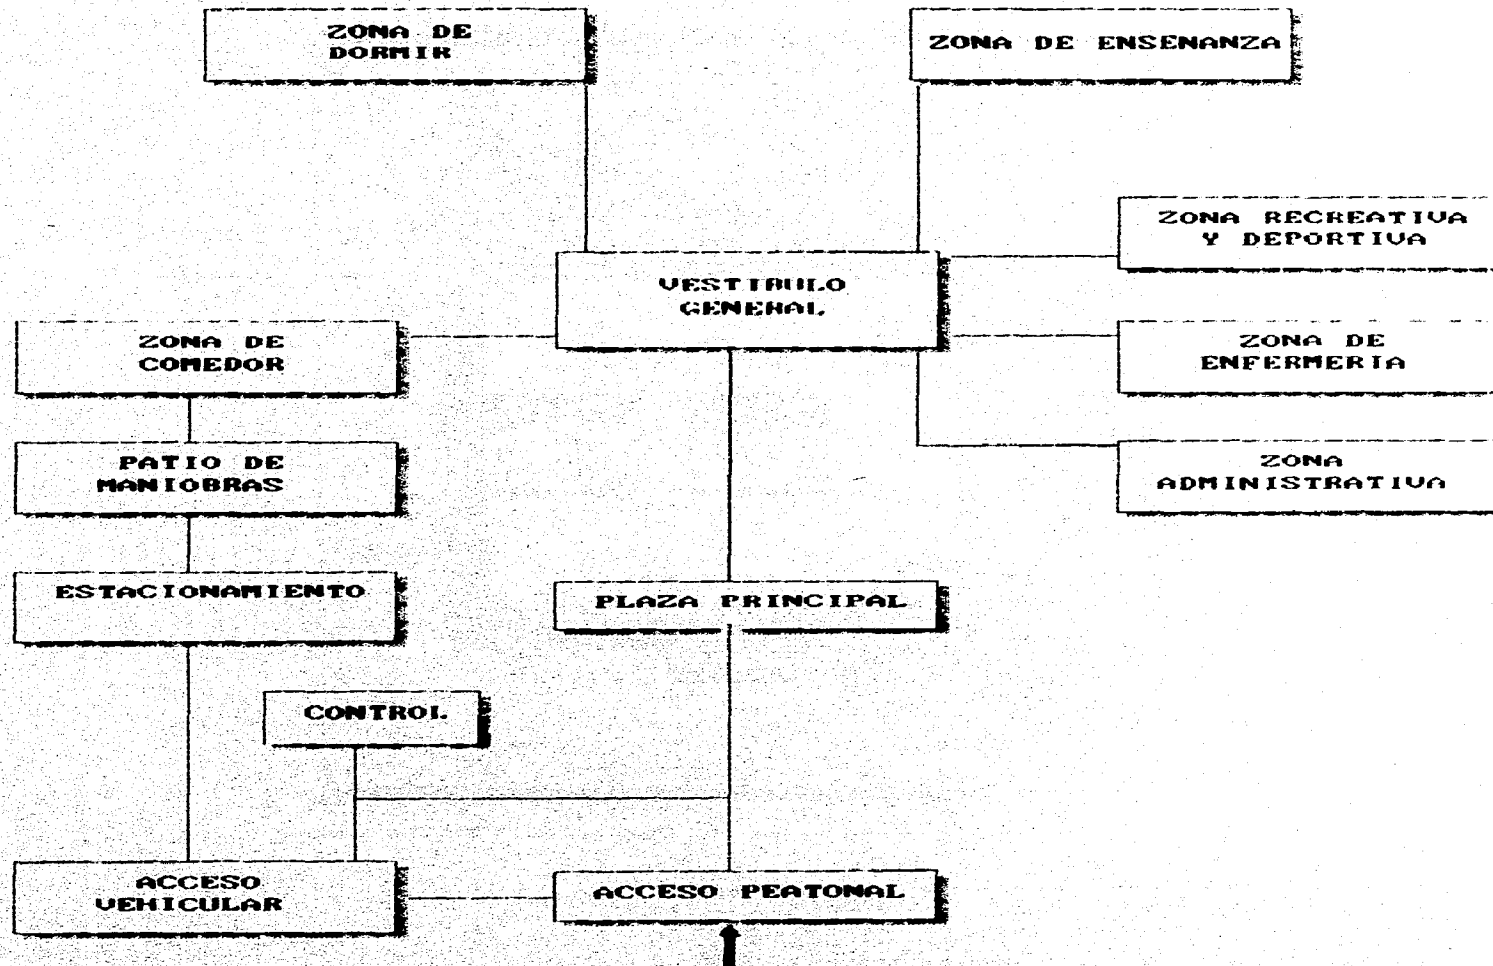 ZONA DE
DORMIR
ZONA DE ENSENANZA
ZONA RECREATIVA
Y DEPORTIVA
VESTIBULO
GENERAL
ZONA DE
COMEDOR
ZONA DE
ENFERMERIA
PATIO DE
MANIOBRAS
ZONA
ADMINISTRATIVA
ESTACIONAMIENTO
PLAZA PRINCIPAL
CONTROL
ACCESO
VEHICULAR
ACCESO PEATONAL